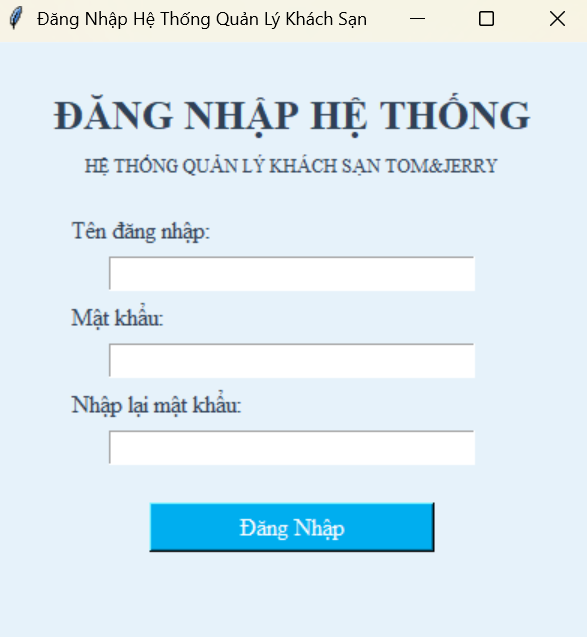 Đăng Nhập Hệ Thống Quản Lý Khách Sạn
ĐĂNG NHẬP HỆ THỐNG
HỆ THỐNG QUẢN LÝ KHÁCH SẠN TOM&JERRY
Tên đăng nhập:
Mật khẩu:
Nhập lại mật khẩu:
Đăng Nhập